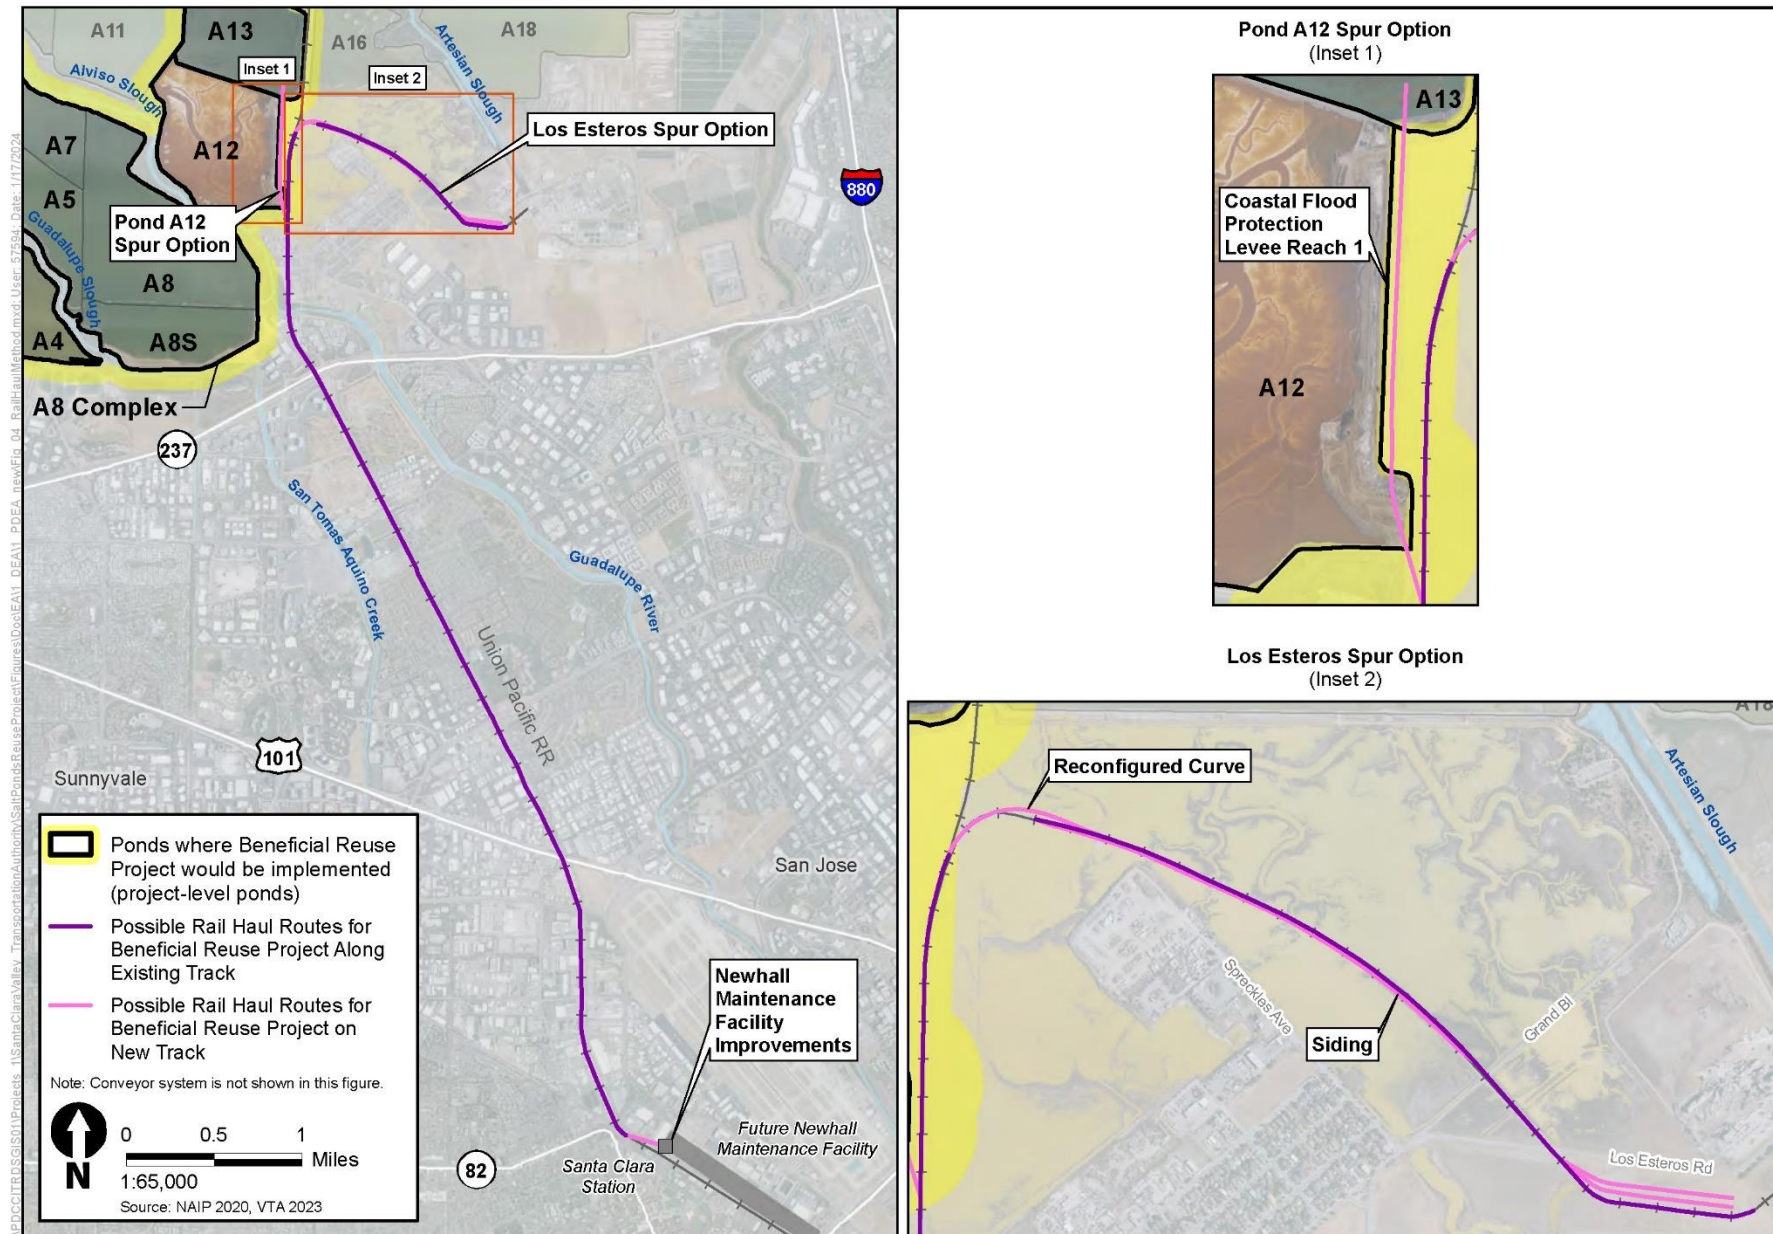 A11
A13
A16
A18
Artesian Slough
Alviso Slough
Inset 1
Inset 2
A7
A12
Los Esteros Spur Option
880
A5
Pond A12
Spur Option
Guadalupe Slough
A8
A4
A8S
A8 Complex
237
San Tomas Aquino Creek
Guadalupe River
Union Pacific RR
101
Sunnyvale
San Jose
Ponds where Beneficial Reuse
Project would be implemented
(project-level ponds)
Possible Rail Haul Routes for
Beneficial Reuse Project Along
Existing Track
Possible Rail Haul Routes for
Beneficial Reuse Project on
New Track
Note: Conveyor system is not shown in this figure.
N
0 0.5 1
Miles
1:65,000
Source: NAIP 2020, VTA 2023
Newhall
Maintenance
Facility
Improvements
Future Newhall
Maintenance Facility
Santa Clara
Station
82
Pond A12 Spur Option
(Inset 1)
A13
Coastal Flood
Protection
Levee Reach 1
A12
Los Esteros Spur Option
(Inset 2)
A18
Reconfigured Curve
Artesian Slough
Spreckles Ave
Grand Bl
Siding
Los Esteros Rd